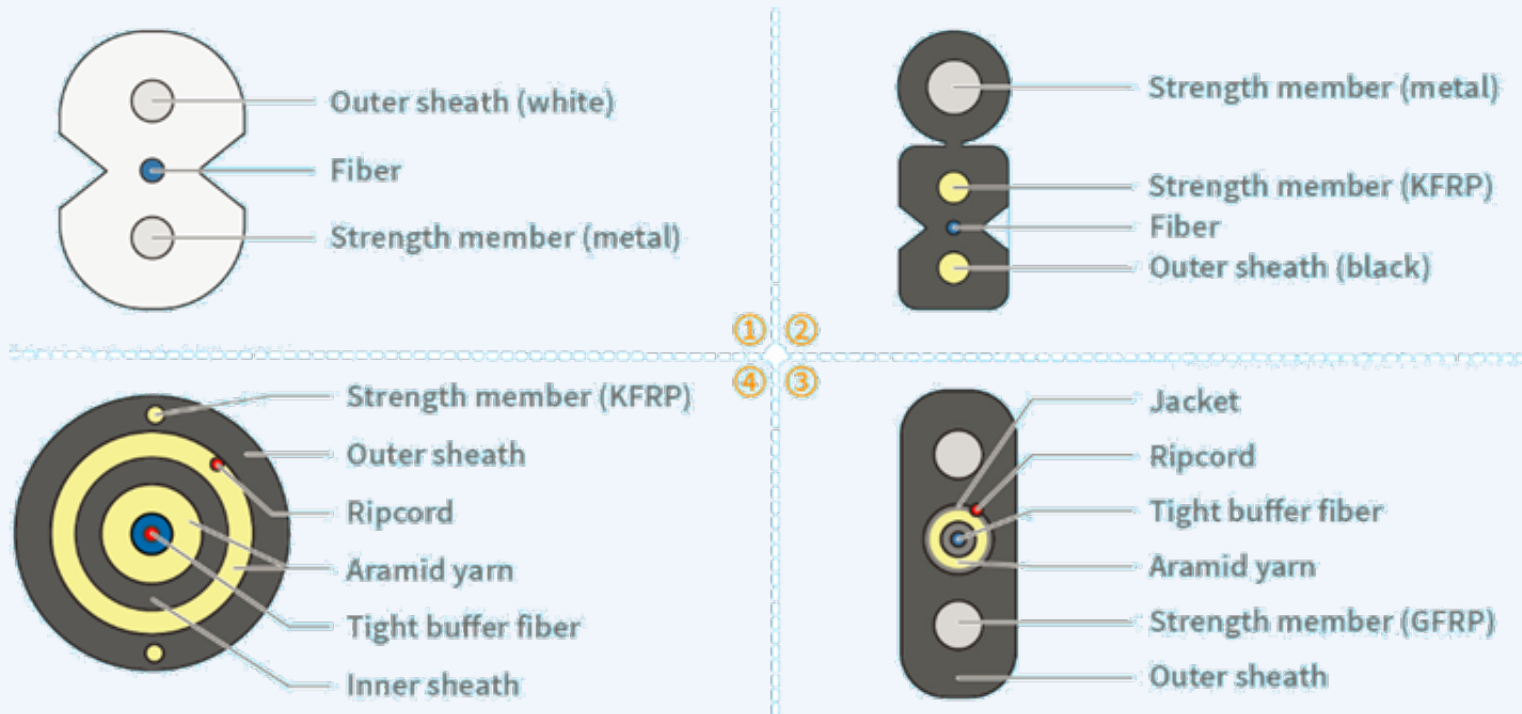 Outer sheath (white)
Fiber
Strength member (metal)
Strength member (metal)
Strength member (KFRP)
Fiber
Outer sheath (black)
①
②
④
③
Strength member (KFRP)
Outer sheath
Ripcord
Aramid yarn
Tight buffer fiber
Inner sheath
Jacket
Ripcord
Tight buffer fiber
Aramid yarn
Strength member (GFRP)
Outer sheath